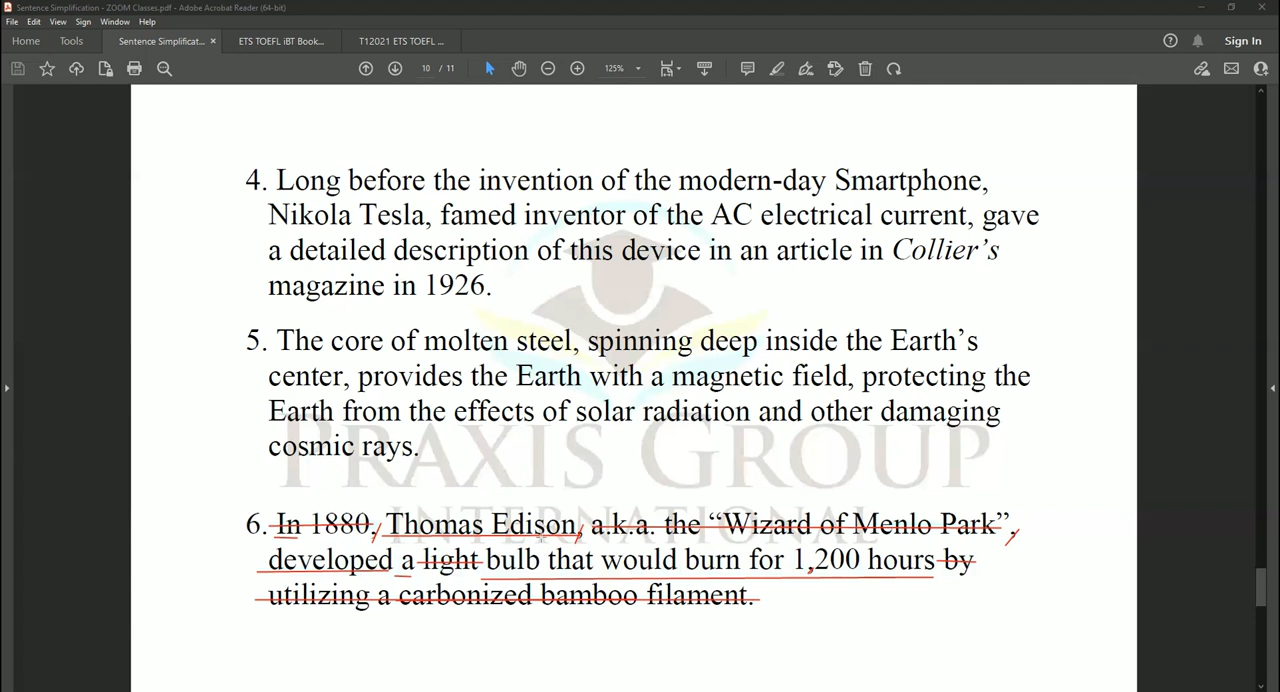 Sentence Simplification - ZOOM Classes.pdf - Adobe Acrobat Reader (64-bit)
File Edit View Sign Window Help
Home Tools Sentence Simplificat... × ETS TOEFL iBT Book... T12021 ETS TOEFL ... Sign In
10 / 11 125%
4. Long before the invention of the modern-day Smartphone,
Nikola Tesla, famed inventor of the AC electrical current, gave
a detailed description of this device in an article in Collier’s
magazine in 1926.
5. The core of molten steel, spinning deep inside the Earth’s
center, provides the Earth with a magnetic field, protecting the
Earth from the effects of solar radiation and other damaging
cosmic rays.
PRAXIS GROUP
INTERNATIONAL
6. In 1880, Thomas Edison, a.k.a. the “Wizard of Menlo Park”,
developed a light bulb that would burn for 1,200 hours by
utilizing a carbonized bamboo filament.